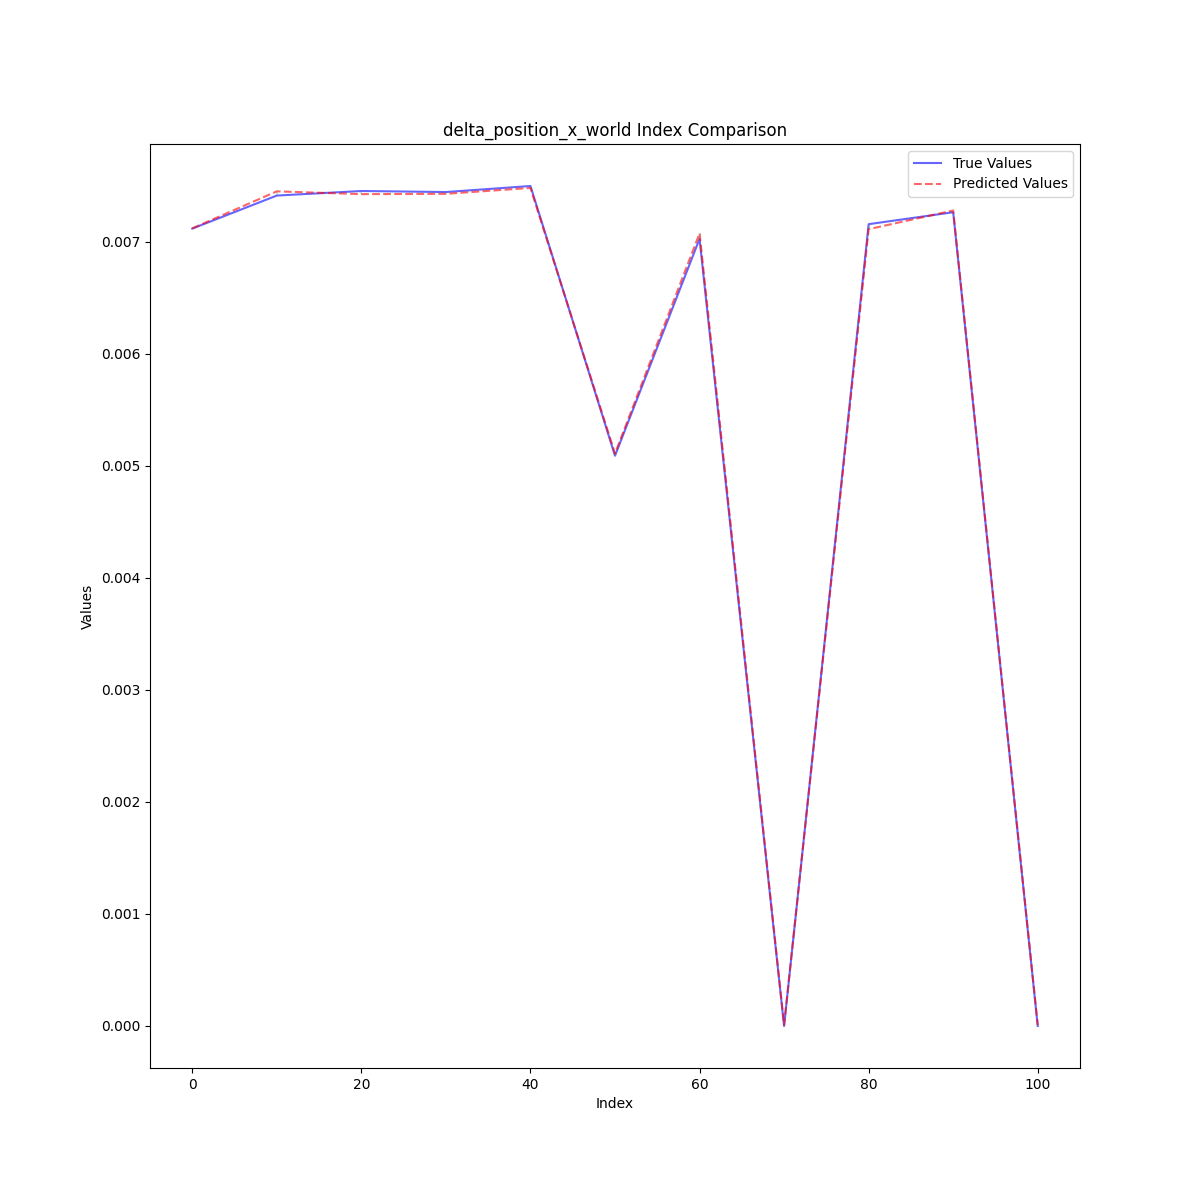 delta_position_x_world Index Comparison
True Values
Predicted Values
0.007
0.006
0.005
0.004
0.003
0.002
0.001
0.000
Values
0 20 40 60 80 100
Index